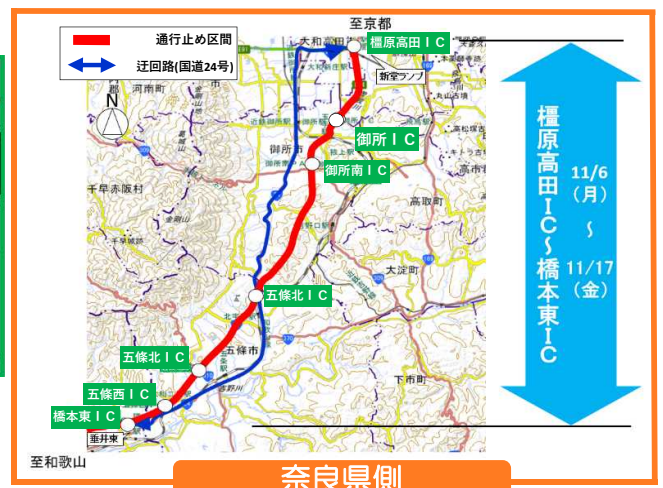 通行止め区間
迂回路(国道24号)
至京都
橿原高田ＩＣ
新堂ランプ
大和高田
N
河南町
御所ＩＣ
御所市
御所南ＩＣ
千早赤阪村
高取町
大淀町
五條北ＩＣ
五條北ＩＣ
五條市
下市町
五條西ＩＣ
橋本東ＩＣ
垂井東
至和歌山
橿原高田ＩＣ～橋本東ＩＣ
11/6
（月）
～
11/17
（金）
奈良県側